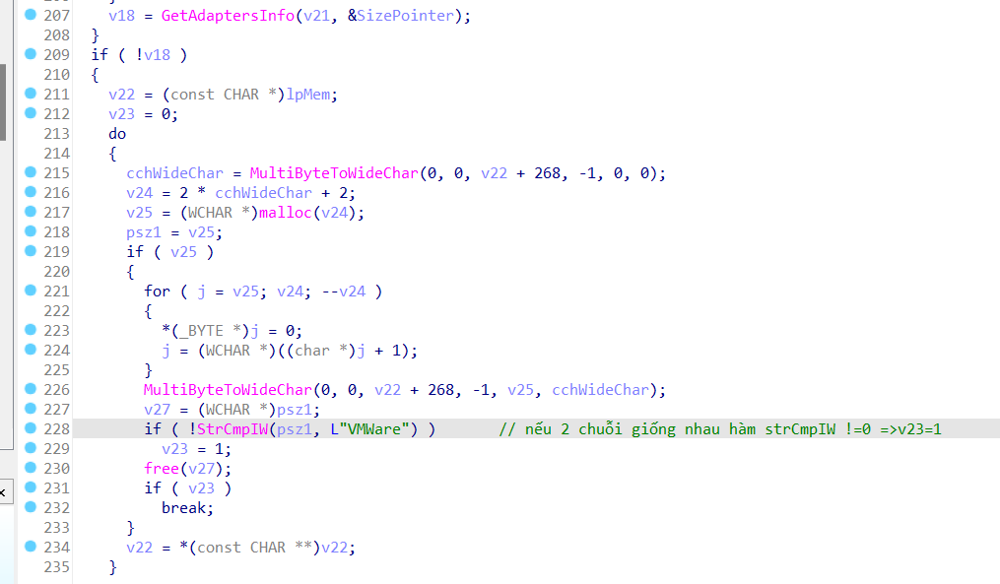 207 v18 = GetAdaptersInfo(v21, &SizePointer);
208 }
209 if ( !v18 )
210 {
211 v22 = (const CHAR *)lpMem;
212 v23 = 0;
213 do
214 {
215 cchWideChar = MultiByteToWideChar(0, 0, v22 + 268, -1, 0, 0);
216 v24 = 2 * cchWideChar + 2;
217 v25 = (WCHAR *)malloc(v24);
218 psz1 = v25;
219 if ( v25 )
220 {
221 for ( j = v25; v24; --v24 )
222 {
223 *(_BYTE *)j = 0;
224 j = (WCHAR *)((char *)j + 1);
225 }
226 MultiByteToWideChar(0, 0, v22 + 268, -1, v25, cchWideChar);
227 v27 = (WCHAR *)psz1;
228 if ( !StrCmpIW(psz1, L"VMWare") ) // nếu 2 chuỗi giống nhau hàm strCmpIW !=0 =>v23=1
229 v23 = 1;
230 free(v27);
231 if ( v23 )
232 break;
233 }
234 v22 = *(const CHAR **)v22;
235 }